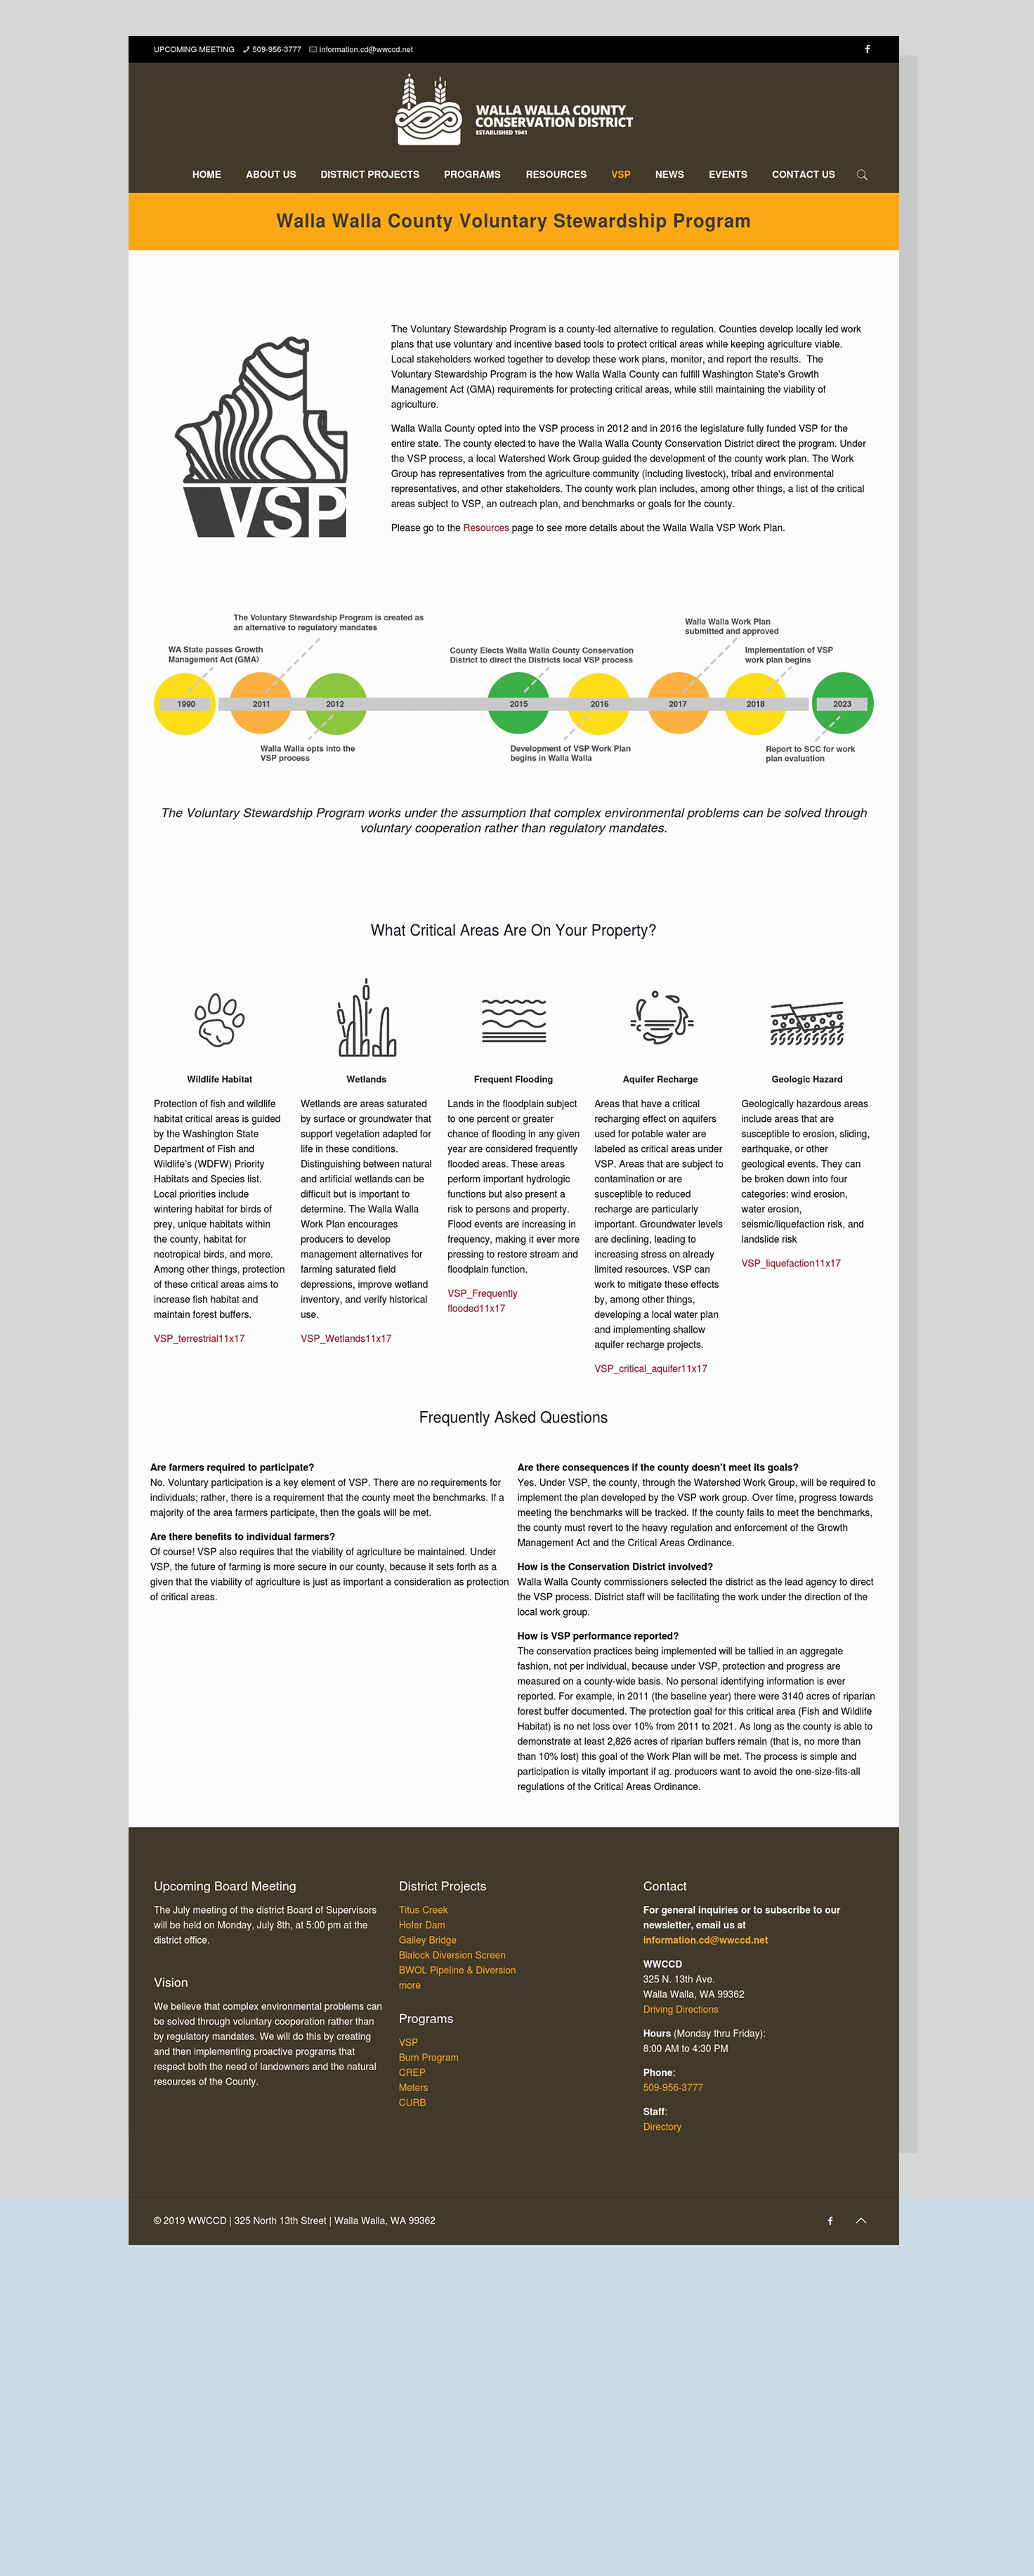 UPCOMING MEETING 509-956-3777 information.cd@wwccd.net
WALLA WALLA COUNTY
CONSERVATION DISTRICT
ESTABLISHED 1941
HOME ABOUT US DISTRICT PROJECTS PROGRAMS RESOURCES VSP NEWS EVENTS CONTACT US
Walla Walla County Voluntary Stewardship Program
VSP
The Voluntary Stewardship Program is a county-led alternative to regulation. Counties develop locally led work
plans that use voluntary and incentive based tools to protect critical areas while keeping agriculture viable.
Local stakeholders worked together to develop these work plans, monitor, and report the results. The
Voluntary Stewardship Program is the how Walla Walla County can fulfill Washington State's Growth
Management Act (GMA) requirements for protecting critical areas, while still maintaining the viability of
agriculture.
Walla Walla County opted into the VSP process in 2012 and in 2016 the legislature fully funded VSP for the
entire state. The county elected to have the Walla Walla County Conservation District direct the program. Under
the VSP process, a local Watershed Work Group guided the development of the county work plan. The Work
Group has representatives from the agriculture community (including livestock), tribal and environmental
representatives, and other stakeholders. The county work plan includes, among other things, a list of the critical
areas subject to VSP, an outreach plan, and benchmarks or goals for the county.
Please go to the Resources page to see more details about the Walla Walla VSP Work Plan.
WA State passes Growth
Management Act (GMA)
The Voluntary Stewardship Program is created as
an alternative to regulatory mandates
County Elects Walla Walla County Conservation
District to direct the Districts local VSP process
Walla Walla Work Plan
submitted and approved
Implementation of VSP
work plan begins
1990 2011 2012 2015 2016 2017 2018 2023
Walla Walla opts into the
VSP process
Development of VSP Work Plan
begins in Walla Walla
Report to SCC for work
plan evaluation
The Voluntary Stewardship Program works under the assumption that complex environmental problems can be solved through
voluntary cooperation rather than regulatory mandates.
What Critical Areas Are On Your Property?
Wildlife Habitat
Protection of fish and wildlife
habitat critical areas is guided
by the Washington State
Department of Fish and
Wildlife's (WDFW) Priority
Habitats and Species list.
Local priorities include
wintering habitat for birds of
prey, unique habitats within
the county, habitat for
neotropical birds, and more.
Among other things, protection
of these critical areas aims to
increase fish habitat and
maintain forest buffers.
VSP_terrestrial11x17
Wetlands
Wetlands are areas saturated
by surface or groundwater that
support vegetation adapted for
life in these conditions.
Distinguishing between natural
and artificial wetlands can be
difficult but is important to
determine. The Walla Walla
Work Plan encourages
producers to develop
management alternatives for
farming saturated field
depressions, improve wetland
inventory, and verify historical
use.
VSP_Wetlands11x17
Frequent Flooding
Lands in the floodplain subject
to one percent or greater
chance of flooding in any given
year are considered frequently
flooded areas. These areas
perform important hydrologic
functions but also present a
risk to persons and property.
Flood events are increasing in
frequency, making it ever more
pressing to restore stream and
floodplain function.
VSP_Frequently
flooded11x17
Aquifer Recharge
Areas that have a critical
recharging effect on aquifers
used for potable water are
labeled as critical areas under
VSP. Areas that are subject to
contamination or are
susceptible to reduced
recharge are particularly
important. Groundwater levels
are declining, leading to
increasing stress on already
limited resources. VSP can
work to mitigate these effects
by, among other things,
developing a local water plan
and implementing shallow
aquifer recharge projects.
VSP_critical_aquifer11x17
Geologic Hazard
Geologically hazardous areas
include areas that are
susceptible to erosion, sliding,
earthquake, or other
geological events. They can
be broken down into four
categories: wind erosion,
water erosion,
seismic/liquefaction risk, and
landslide risk
VSP_liquefaction11x17
Frequently Asked Questions
Are farmers required to participate?
No. Voluntary participation is a key element of VSP. There are no requirements for
individuals; rather, there is a requirement that the county meet the benchmarks. If a
majority of the area farmers participate, then the goals will be met.
Are there benefits to individual farmers?
Of course! VSP also requires that the viability of agriculture be maintained. Under
VSP, the future of farming is more secure in our county, because it sets forth as a
given that the viability of agriculture is just as important a consideration as protection
of critical areas.
Are there consequences if the county doesn't meet its goals?
Yes. Under VSP, the county, through the Watershed Work Group, will be required to
implement the plan developed by the VSP work group. Over time, progress towards
meeting the benchmarks will be tracked. If the county fails to meet the benchmarks,
the county must revert to the heavy regulation and enforcement of the Growth
Management Act and the Critical Areas Ordinance.
How is the Conservation District involved?
Walla Walla County commissioners selected the district as the lead agency to direct
the VSP process. District staff will be facilitating the work under the direction of the
local work group.
How is VSP performance reported?
The conservation practices being implemented will be tallied in an aggregate
fashion, not per individual, because under VSP, protection and progress are
measured on a county-wide basis. No personal identifying information is ever
reported. For example, in 2011 (the baseline year) there were 3140 acres of riparian
forest buffer documented. The protection goal for this critical area (Fish and Wildlife
Habitat) is no net loss over 10% from 2011 to 2021. As long as the county is able to
demonstrate at least 2,826 acres of riparian buffers remain (that is, no more than
than 10% lost) this goal of the Work Plan will be met. The process is simple and
participation is vitally important if ag. producers want to avoid the one-size-fits-all
regulations of the Critical Areas Ordinance.
Upcoming Board Meeting
The July meeting of the district Board of Supervisors
will be held on Monday, July 8th, at 5:00 pm at the
district office.
Vision
We believe that complex environmental problems can
be solved through voluntary cooperation rather than
by regulatory mandates. We will do this by creating
and then implementing proactive programs that
respect both the need of landowners and the natural
resources of the County.
District Projects
Titus Creek
Hofer Dam
Gailey Bridge
Blalock Diversion Screen
BWOL Pipeline & Diversion
more
Programs
VSP
Burn Program
CREP
Meters
CURB
Contact
For general inquiries or to subscribe to our
newsletter, email us at
information.cd@wwccd.net
WWCCD
325 N. 13th Ave.
Walla Walla, WA 99362
Driving Directions
Hours (Monday thru Friday):
8:00 AM to 4:30 PM
Phone:
509-956-3777
Staff:
Directory
© 2019 WWCCD | 325 North 13th Street | Walla Walla, WA 99362